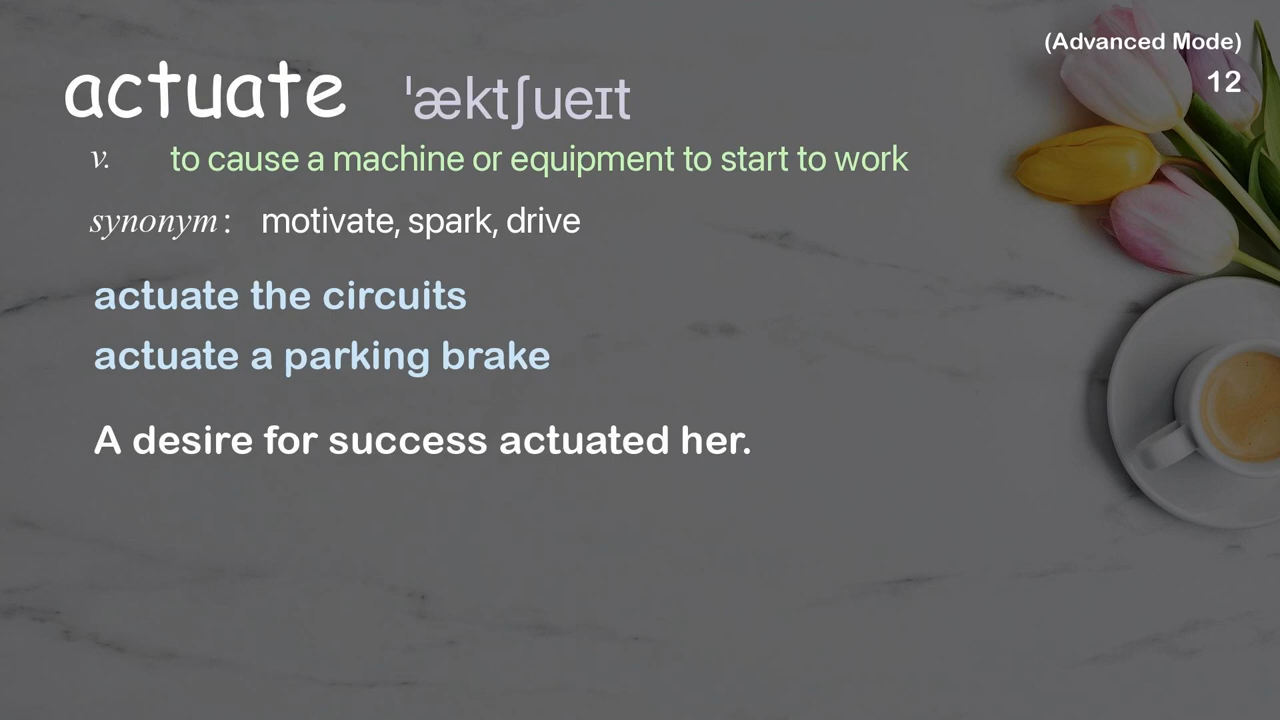 (Advanced Mode)
12
actuate ˈæktʃueɪt
v. to cause a machine or equipment to start to work
synonym : motivate, spark, drive
actuate the circuits
actuate a parking brake
A desire for success actuated her.